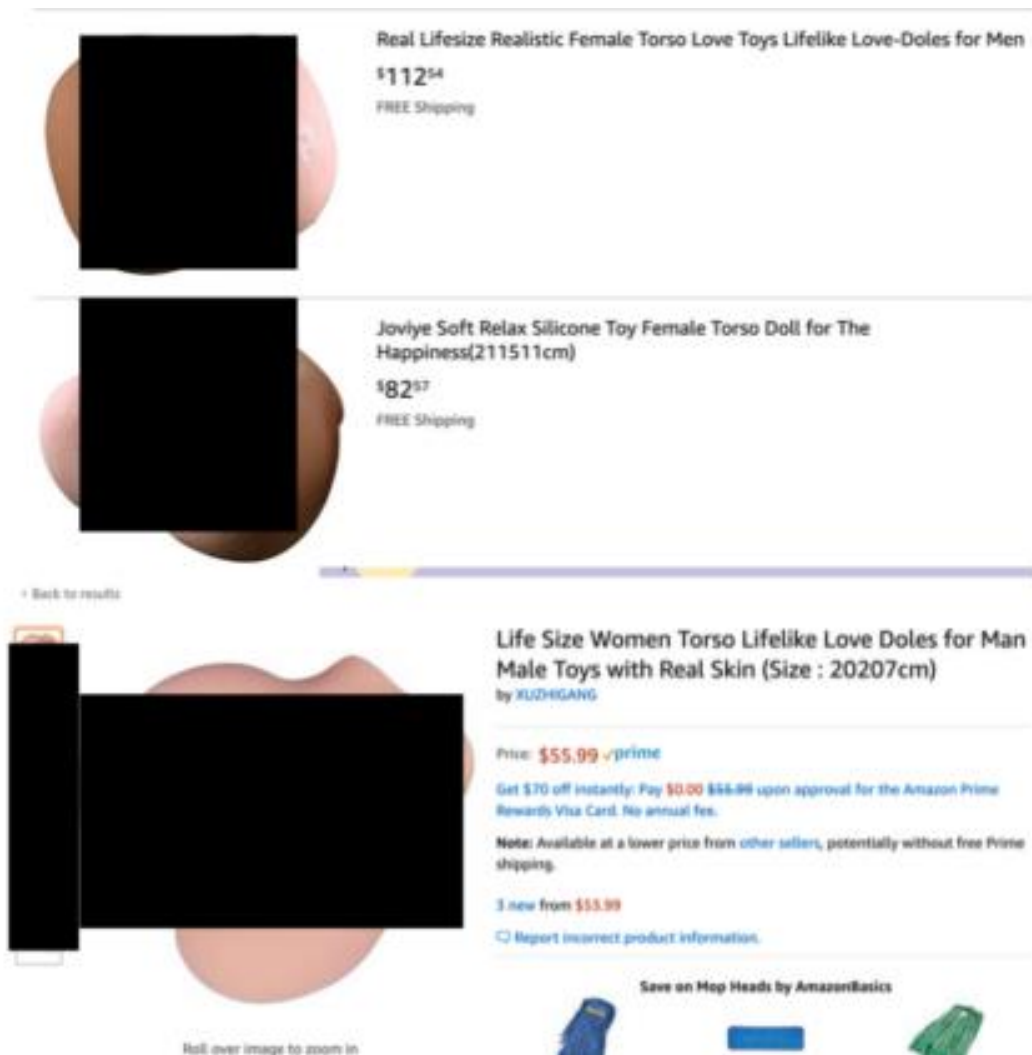 Real Lifesize Realistic Female Torso Love Toys Lifelike Love-Doles for Men
$11254
FREE Shipping
Joviye Soft Relax Silicone Toy Female Torso Doll for The
Happiness(211511cm)
$8257
FREE Shipping
‹ Back to results
Life Size Women Torso Lifelike Love Doles for Man
Male Toys with Real Skin (Size : 20207cm)
by XUZHIGANG
Price: $55.99 prime
Get $70 off instantly: Pay $0.00 $55.99 upon approval for the Amazon Prime
Rewards Visa Card. No annual fee.
Note: Available at a lower price from other sellers, potentially without free Prime
shipping.
3 new from $53.99
Report incorrect product information.
Save on Mop Heads by AmazonBasics
Roll over image to zoom in